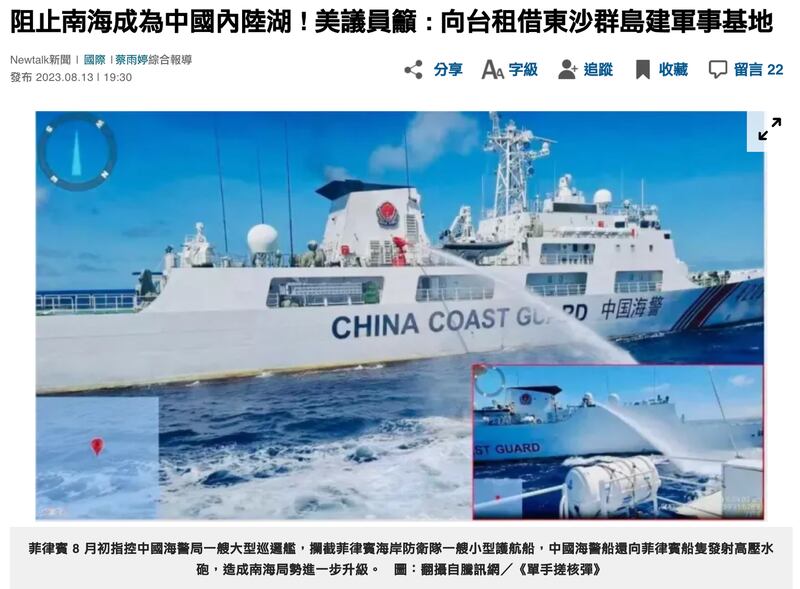 阻止南海成為中國內陸湖！美議員籲：向台租借東沙群島建軍事基地
Newtalk新聞 | 國際 | 蔡雨婷綜合報導
發布 2023.08.13 | 19:30
分享 AA 字級 追蹤 收藏 留言 22
CHINA COAST GUARD 中国海警
ST GUARD
菲律賓 8 月初指控中國海警局一艘大型巡邏艦，攔截菲律賓海岸防衛隊一艘小型護航船，中國海警船還向菲律賓船隻發射高壓水
砲，造成南海局勢進一步升級。 圖：翻攝自騰訊網／《單手搓核彈》